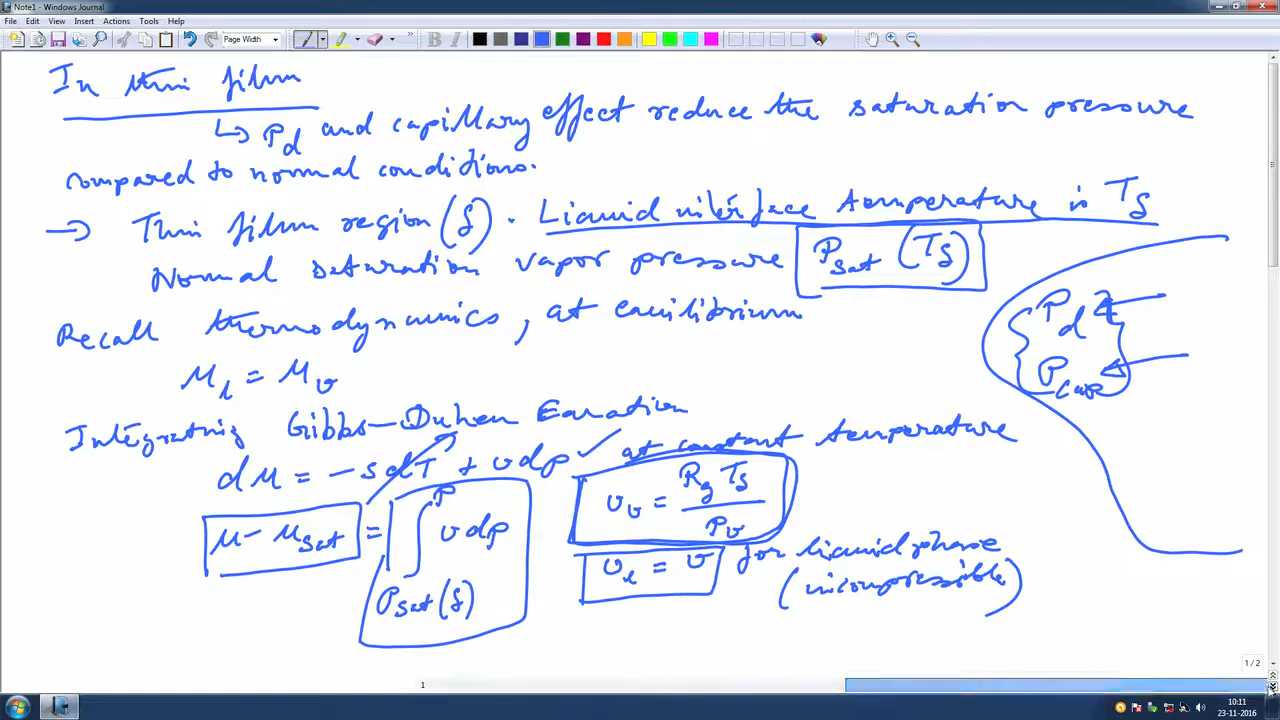 Note1 - Windows Journal
File Edit View Insert Actions Tools Help
Page Width
B I
In thin film
↳ Pd and capillary effect reduce the saturation pressure
compared to normal conditions.
→ Thin film region (δ). Liquid interface temperature is Tδ
Normal saturation vapor pressure Psat (Tδ)
Pd
Pcap
Recall thermodynamics, at equilibrium
μl = μv
Integrating Gibbs-Duhem Equation
dμ = -sdT + vdp ✓ at constant temperature
μ - μsat = ∫ P Psat(δ) vdp
vv = Rg Tδ / Pv
vl = v for liquid phase
(incompressible)
1
1 / 2
10:11
23-11-2016